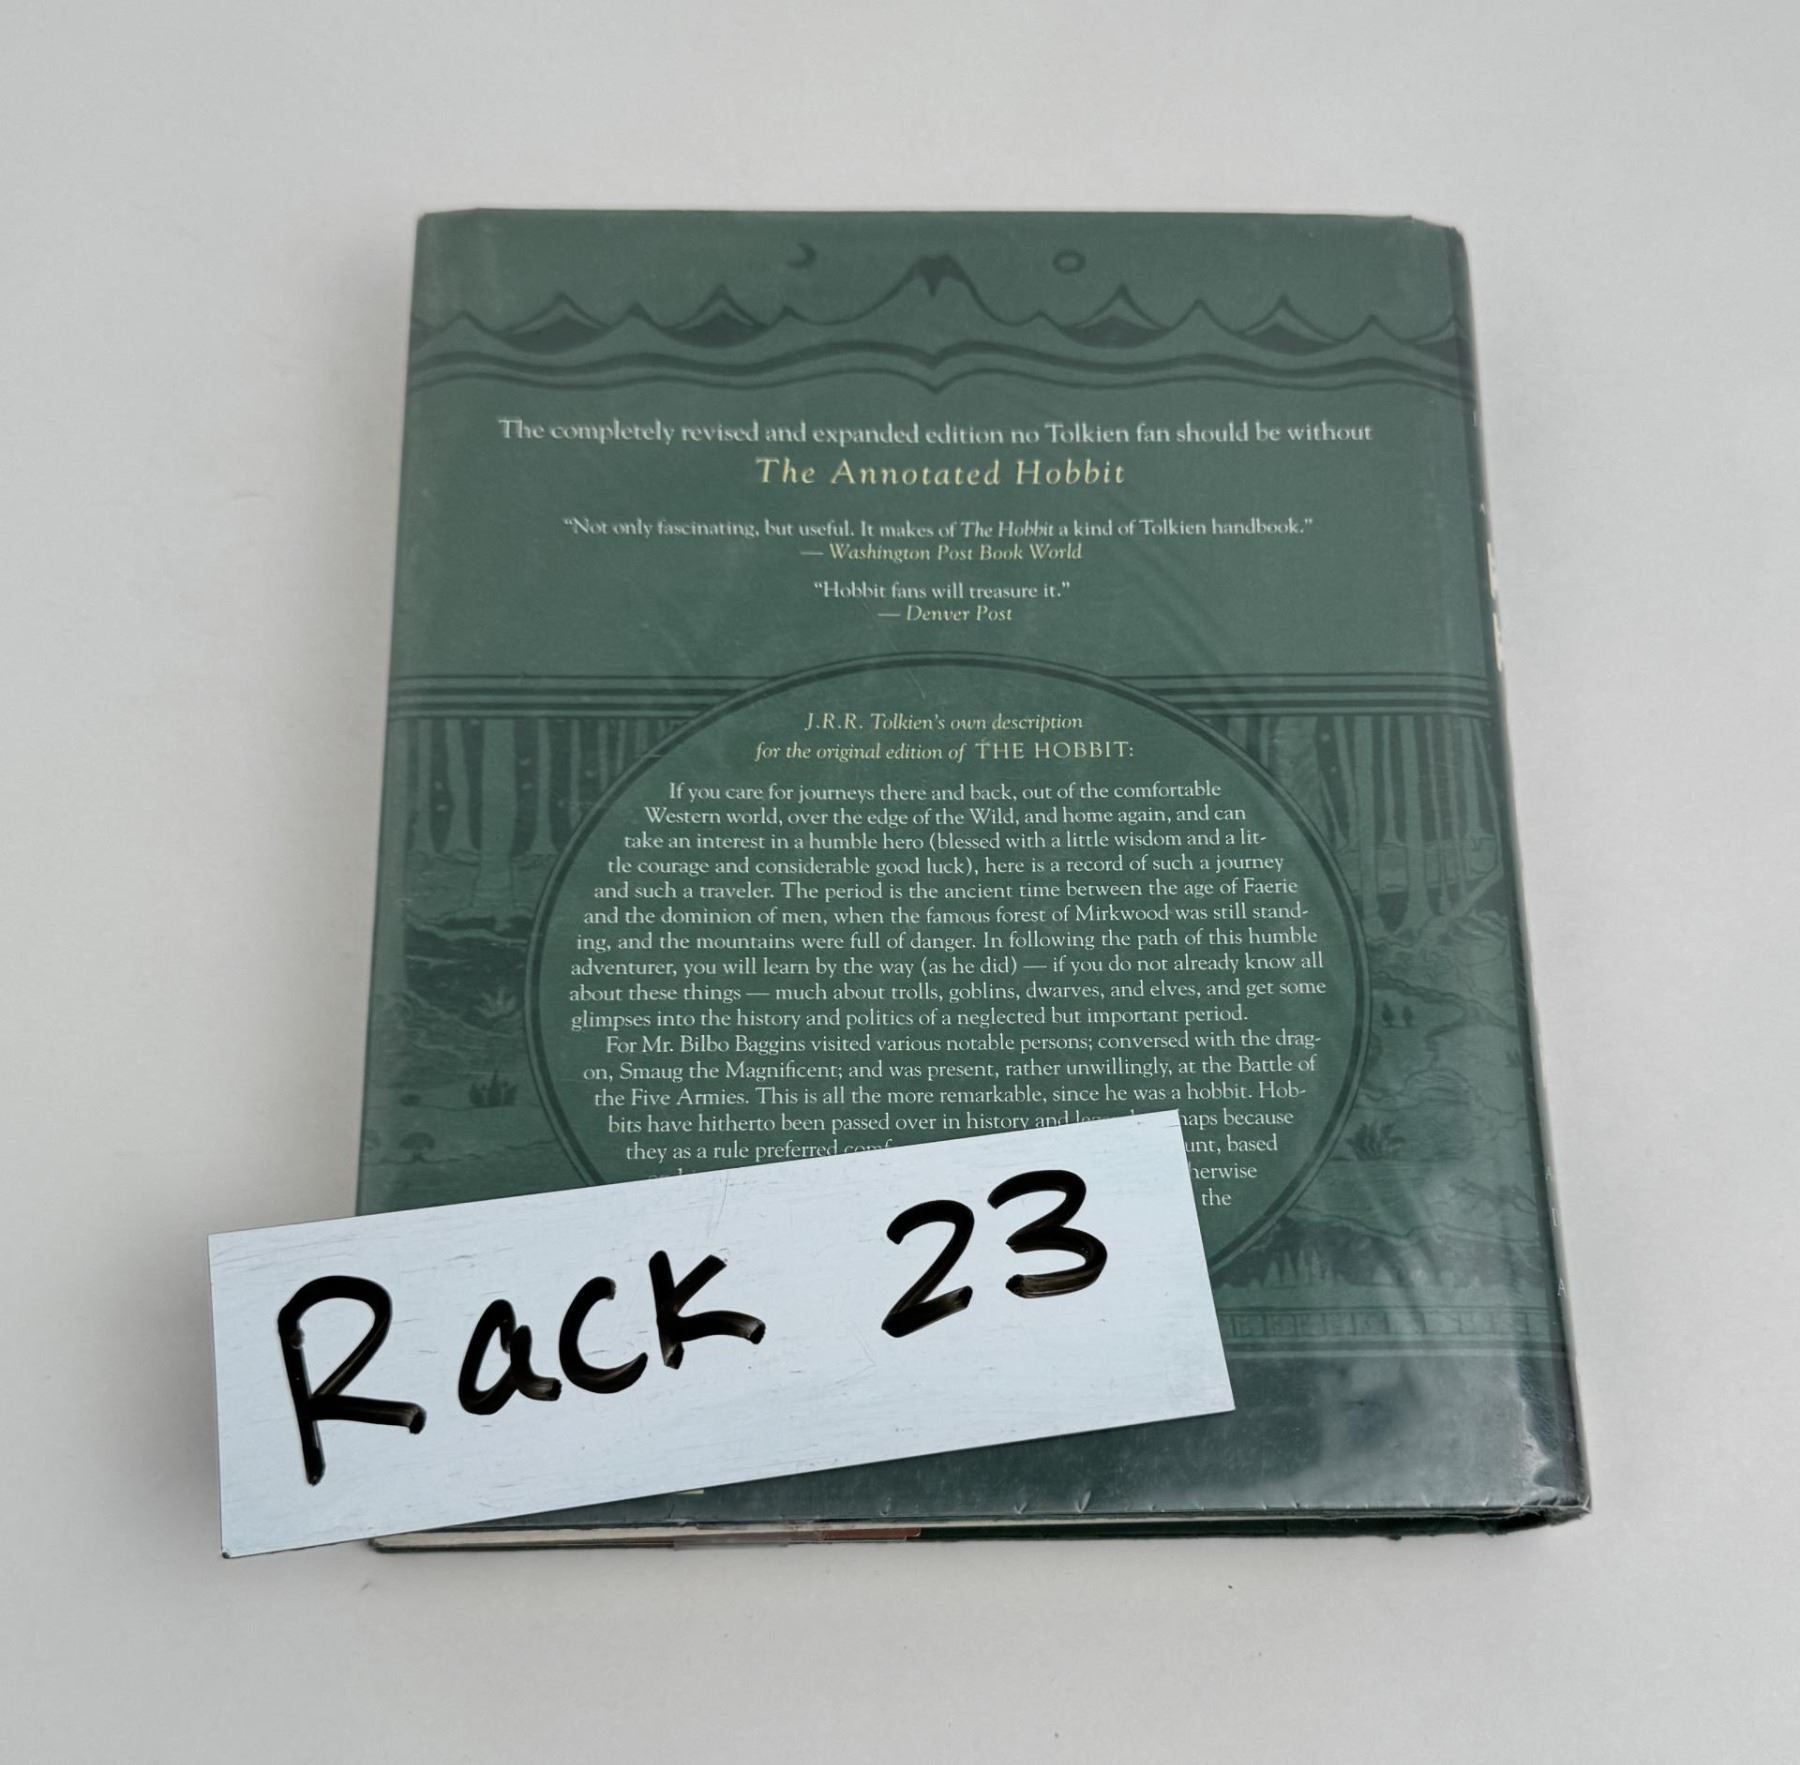 The completely revised and expanded edition no Tolkien fan should be without
The Annotated Hobbit
“Not only fascinating, but useful. It makes of The Hobbit a kind of Tolkien handbook.”
— Washington Post Book World
“Hobbit fans will treasure it.”
— Denver Post
J.R.R. Tolkien’s own description
for the original edition of THE HOBBIT:
If you care for journeys there and back, out of the comfortable
Western world, over the edge of the Wild, and home again, and can
take an interest in a humble hero (blessed with a little wisdom and a lit-
tle courage and considerable good luck), here is a record of such a journey
and such a traveler. The period is the ancient time between the age of Faerie
and the dominion of men, when the famous forest of Mirkwood was still stand-
ing, and the mountains were full of danger. In following the path of this humble
adventurer, you will learn by the way (as he did) — if you do not already know all
about these things — much about trolls, goblins, dwarves, and elves, and get some
glimpses into the history and politics of a neglected but important period.
For Mr. Bilbo Baggins visited various notable persons; conversed with the drag-
on, Smaug the Magnificent; and was present, rather unwillingly, at the Battle of
the Five Armies. This is all the more remarkable, since he was a hobbit. Hob-
bits have hitherto been passed over in history and because
they as a rule preferred based
the
Rack 23